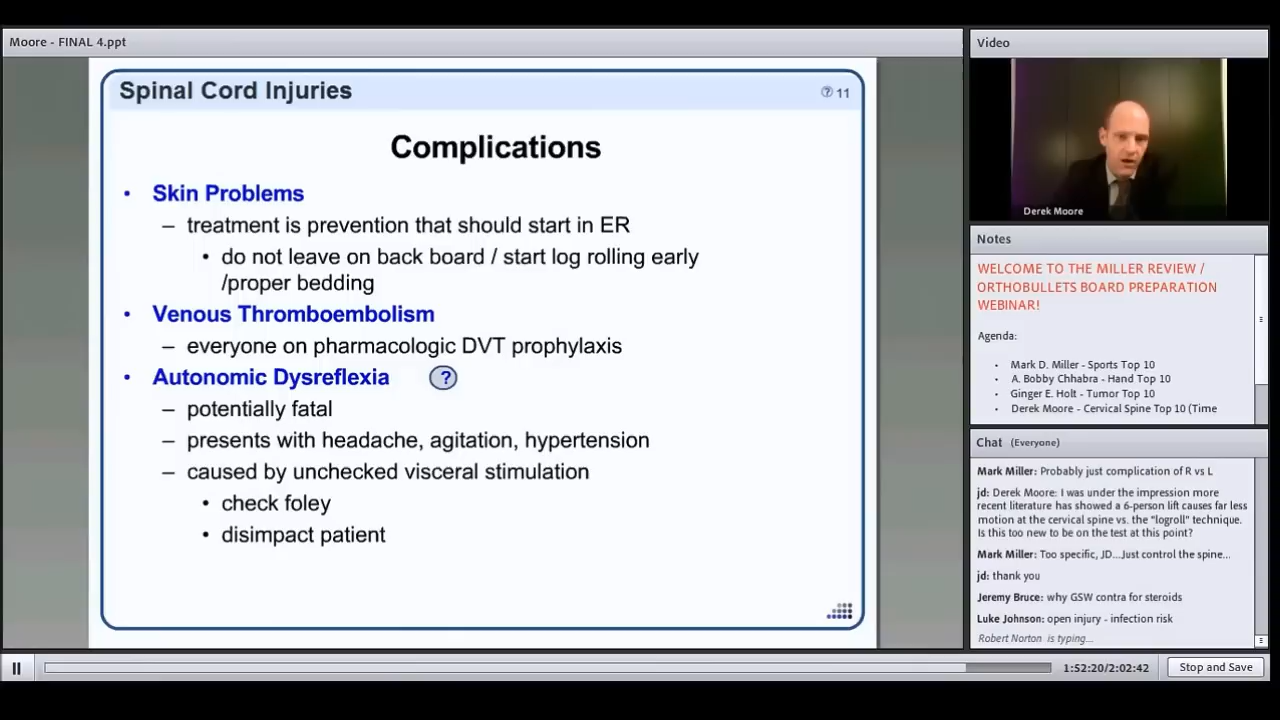 Moore - FINAL 4.ppt
Spinal Cord Injuries
? 11
Complications
• Skin Problems
– treatment is prevention that should start in ER
• do not leave on back board / start log rolling early
/proper bedding
• Venous Thromboembolism
– everyone on pharmacologic DVT prophylaxis
• Autonomic Dysreflexia ?
– potentially fatal
– presents with headache, agitation, hypertension
– caused by unchecked visceral stimulation
• check foley
• disimpact patient
Video
Derek Moore
Notes
WELCOME TO THE MILLER REVIEW /
ORTHOBULLETS BOARD PREPARATION
WEBINAR!
Agenda:
• Mark D. Miller - Sports Top 10
• A. Bobby Chhabra - Hand Top 10
• Ginger E. Holt - Tumor Top 10
• Derek Moore - Cervical Spine Top 10 (Time
Chat (Everyone)
Mark Miller: Probably just complication of R vs L
jd: Derek Moore: I was under the impression more
recent literature has showed a 6-person lift causes far less
motion at the cervical spine vs. the "logroll" technique.
Is this too new to be on the test at this point?
Mark Miller: Too specific, JD...Just control the spine...
jd: thank you
Jeremy Bruce: why GSW contra for steroids
Luke Johnson: open injury - infection risk
Robert Norton is typing...
1:52:20/2:02:42
Stop and Save